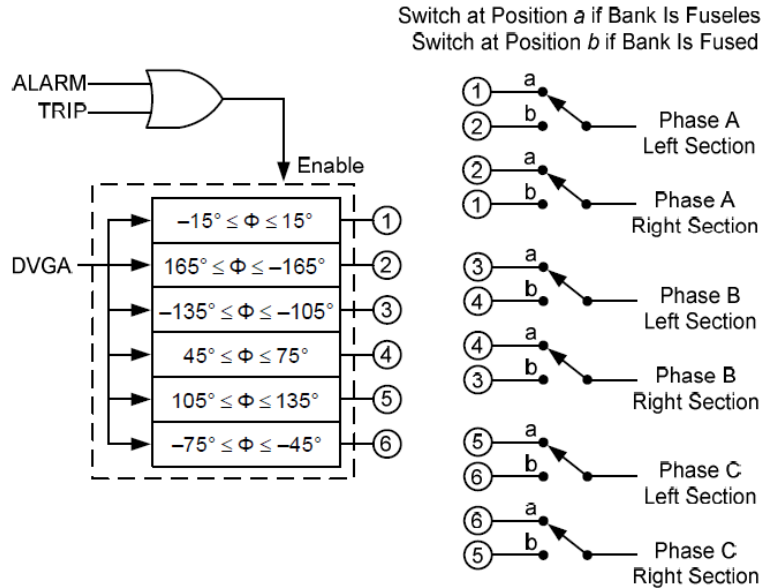 Switch at Position a if Bank Is Fuseles
Switch at Position b if Bank Is Fused
ALARM
TRIP
Enable
DVGA
–15° ≤ Φ ≤ 15°
1
165° ≤ Φ ≤ –165°
2
–135° ≤ Φ ≤ –105°
3
45° ≤ Φ ≤ 75°
4
105° ≤ Φ ≤ 135°
5
–75° ≤ Φ ≤ –45°
6
1
a
2
b
Phase A
Left Section
2
a
1
b
Phase A
Right Section
3
a
4
b
Phase B
Left Section
4
a
3
b
Phase B
Right Section
5
a
6
b
Phase C
Left Section
6
a
5
b
Phase C
Right Section